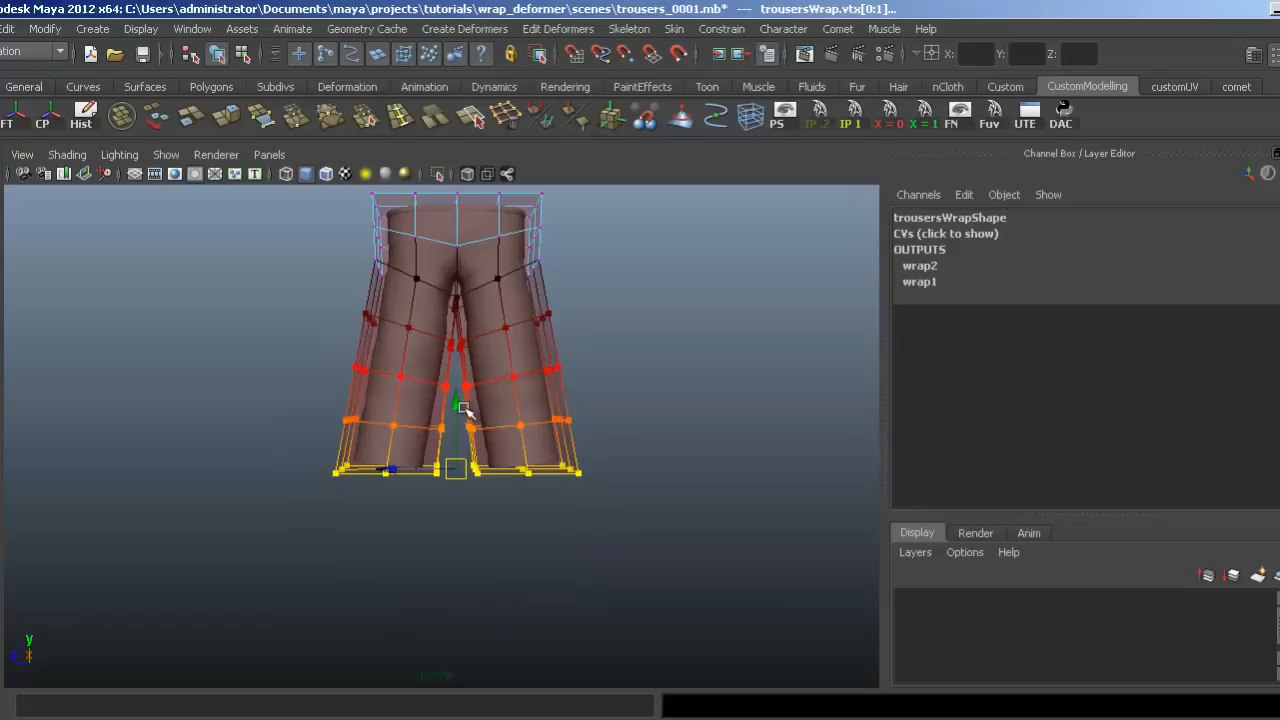 odesk Maya 2012 x64: C:\Users\administrator\Documents\maya\projects\tutorials\wrap_deformer\scenes\trousers_0001.mb* --- trousersWrap.vtx[0:1]...
Edit Modify Create Display Window Assets Animate Geometry Cache Create Deformers Edit Deformers Skeleton Skin Constrain Character Comet Muscle Help
ation X: Y: Z:
General Curves Surfaces Polygons Subdivs Deformation Animation Dynamics Rendering PaintEffects Toon Muscle Fluids Fur Hair nCloth Custom CustomModelling customUV comet
FT CP Hist PS IP .2 IP 1 X = 0 X = 1 FN Fuv UTE DAC
View Shading Lighting Show Renderer Panels
Channel Box / Layer Editor
Channels Edit Object Show
trousersWrapShape
CVs (click to show)
OUTPUTS
wrap2
wrap1
Display Render Anim
Layers Options Help
y
z x
persp